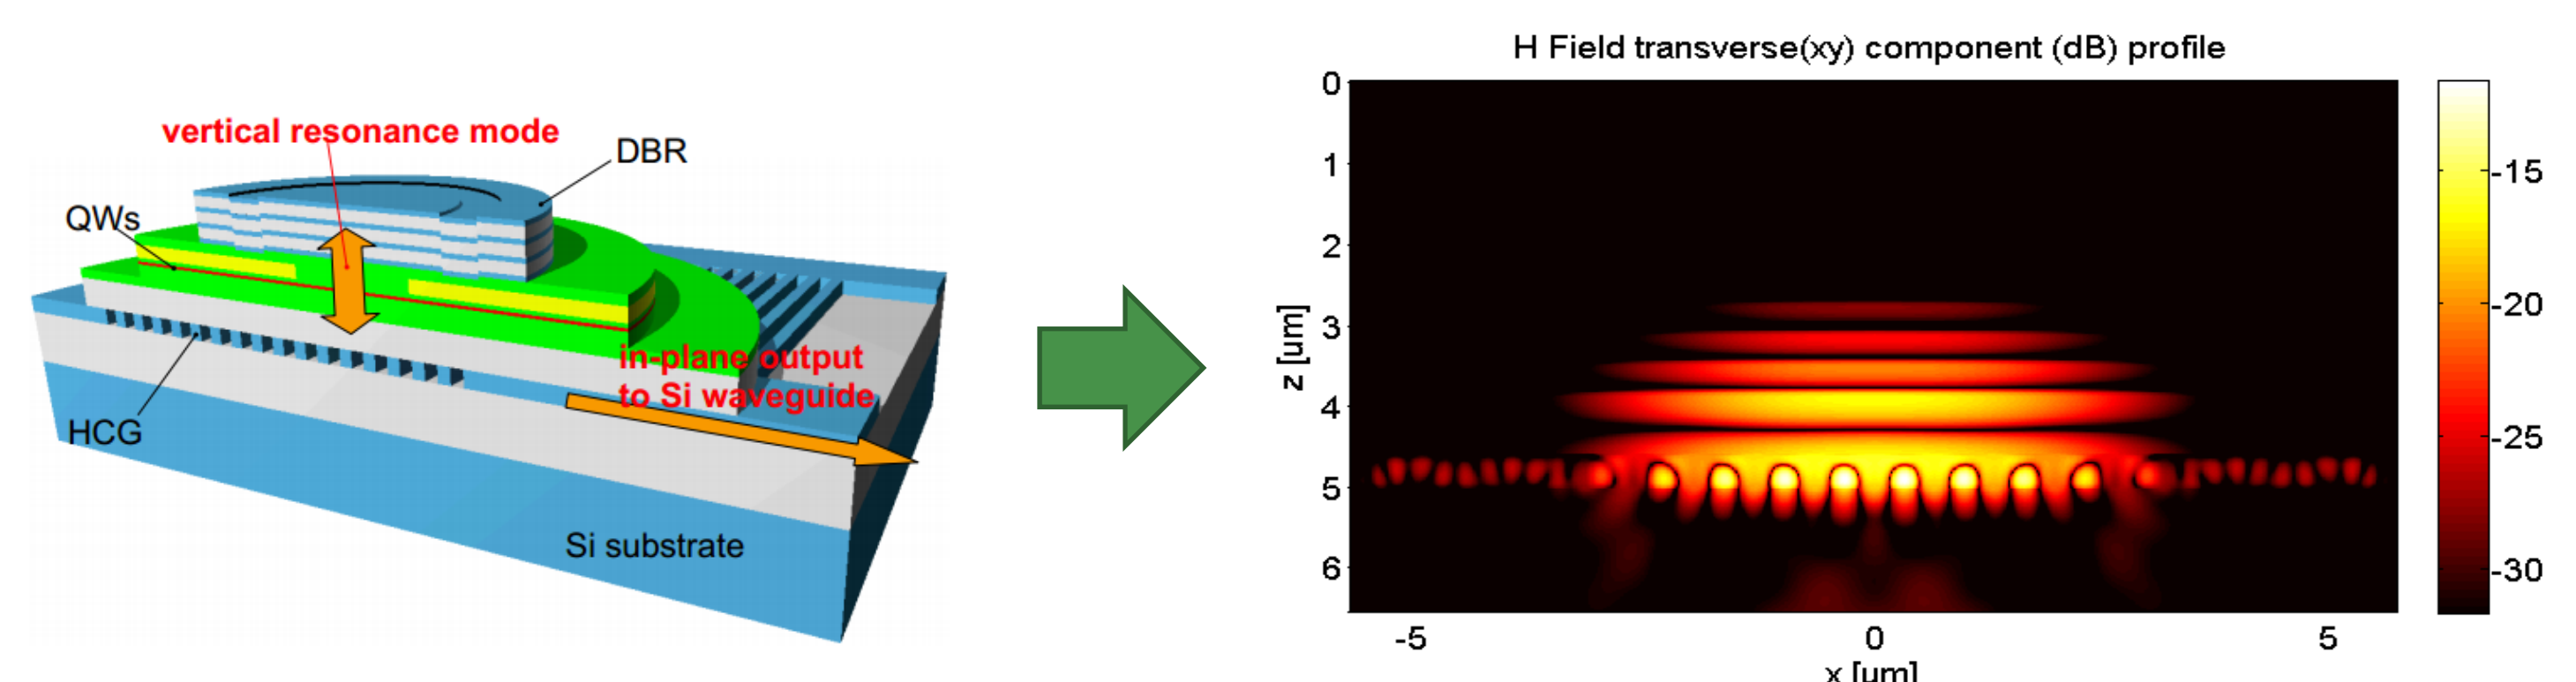 vertical resonance mode
DBR
QWs
in-plane output
to Si waveguide
HCG
Si substrate
H Field transverse(xy) component (dB) profile
0
1
2
3
4
5
6
z [um]
-5
0
5
x [um]
-15
-20
-25
-30